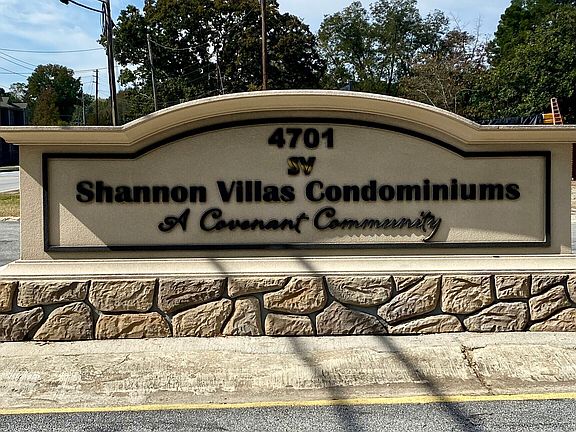 4701
SV
Shannon Villas Condominiums
A Covenant Community